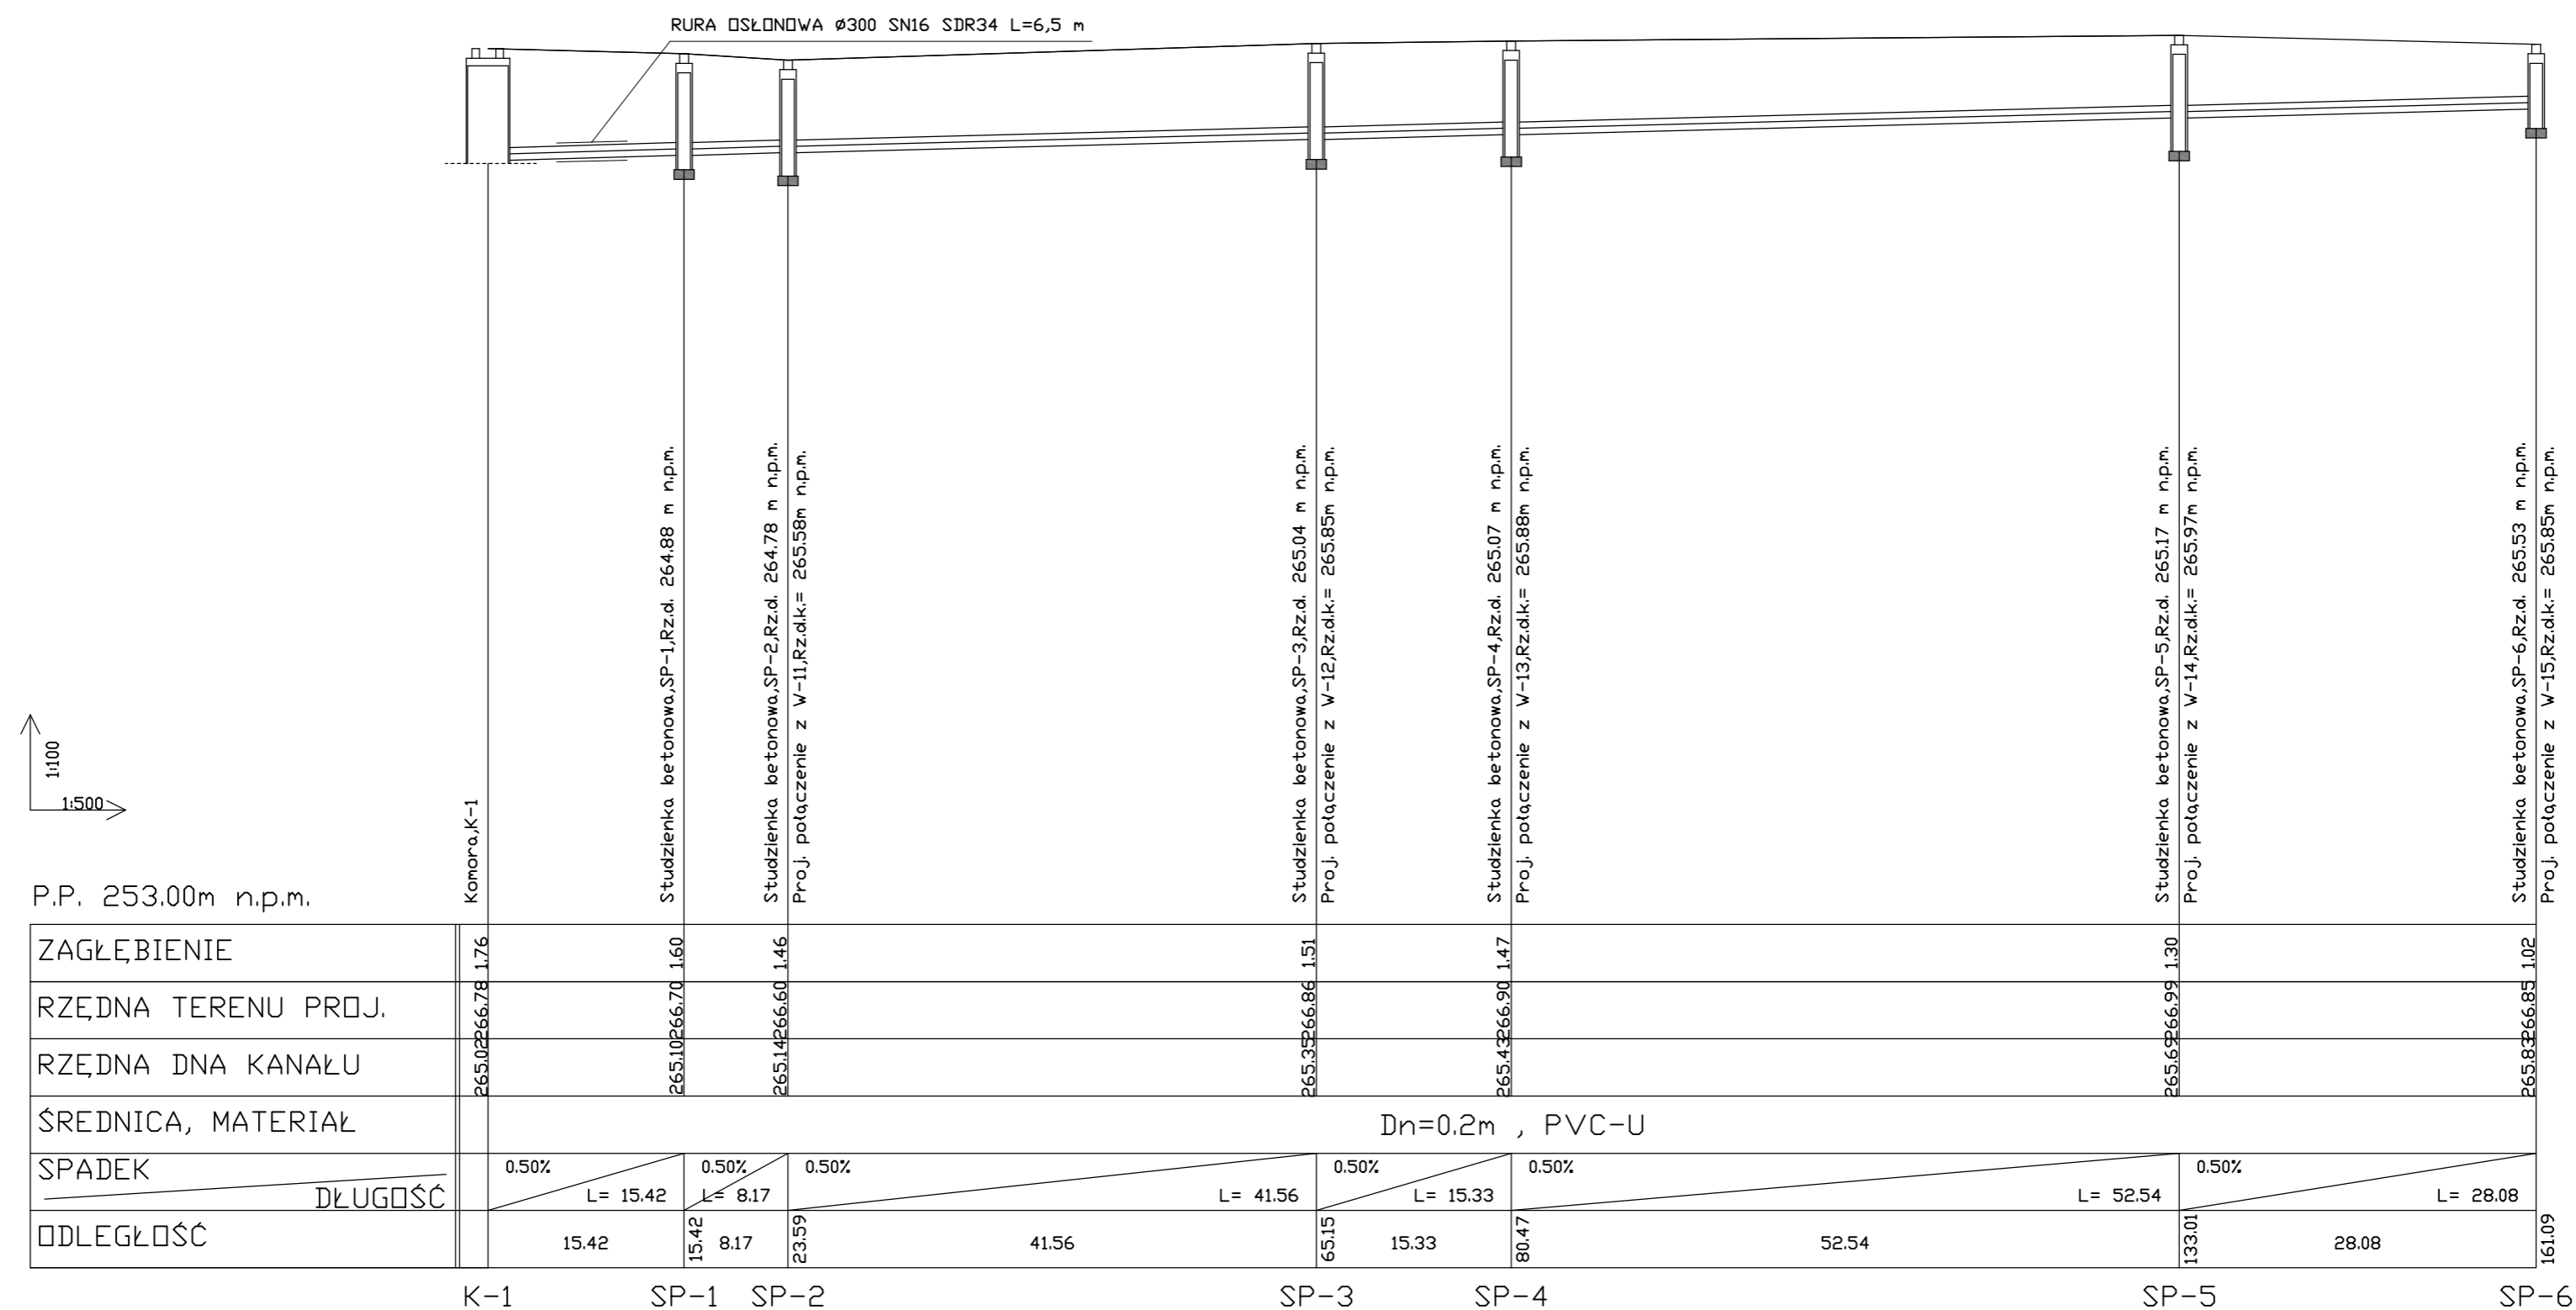 RURA OSŁONOWA Ø300 SN16 SDR34 L=6,5 m
1:100
1:500
P.P. 253.00m n.p.m.
Komora,K-1
Studzienka betonowa,SP-1,Rz.d. 264.88 m n.p.m.
Studzienka betonowa,SP-2,Rz.d. 264.78 m n.p.m.
Proj. połączenie z W-11,Rz.d.k.= 265.58m n.p.m.
Studzienka betonowa,SP-3,Rz.d. 265.04 m n.p.m.
Proj. połączenie z W-12,Rz.d.k.= 265.85m n.p.m.
Studzienka betonowa,SP-4,Rz.d. 265.07 m n.p.m.
Proj. połączenie z W-13,Rz.d.k.= 265.88m n.p.m.
Studzienka betonowa,SP-5,Rz.d. 265.17 m n.p.m.
Proj. połączenie z W-14,Rz.d.k.= 265.97m n.p.m.
Studzienka betonowa,SP-6,Rz.d. 265.53 m n.p.m.
Proj. połączenie z W-15,Rz.d.k.= 265.85m n.p.m.
ZAGŁĘBIENIE 1.76 1.60 1.46 1.51 1.47 1.30 1.02
RZĘDNA TERENU PROJ. 266.78 266.70 266.60 266.86 266.90 266.99 266.85
RZĘDNA DNA KANAŁU 265.02 265.10 265.14 265.35 265.43 265.69 265.83
ŚREDNICA, MATERIAŁ Dn=0.2m , PVC-U
SPADEK 0.50% 0.50% 0.50% 0.50% 0.50% 0.50%
DŁUGOŚĆ L= 15.42 L= 8.17 L= 41.56 L= 15.33 L= 52.54 L= 28.08
ODLEGŁOŚĆ 15.42 15.42 8.17 23.59 41.56 65.15 15.33 80.47 52.54 133.01 28.08 161.09
K-1 SP-1 SP-2 SP-3 SP-4 SP-5 SP-6